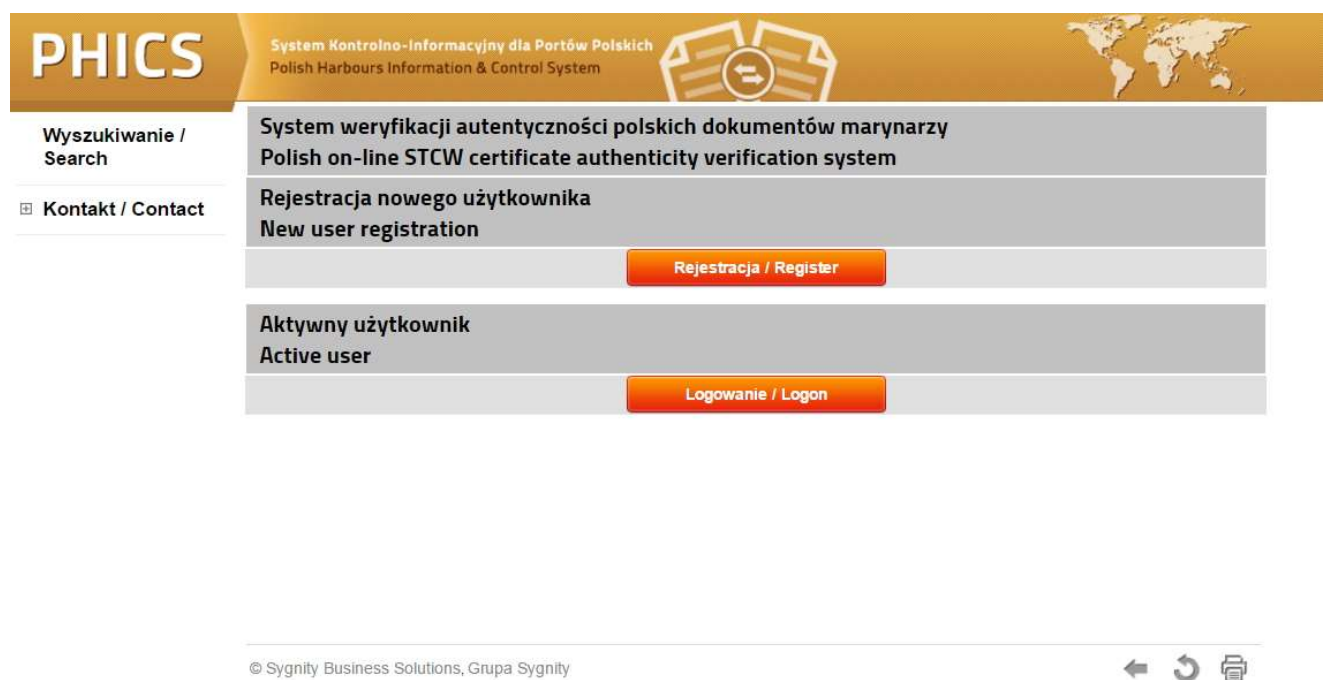 PHICS
System Kontrolno-Informacyjny dla Portów Polskich
Polish Harbours Information & Control System
Wyszukiwanie /
Search
Kontakt / Contact
System weryfikacji autentyczności polskich dokumentów marynarzy
Polish on-line STCW certificate authenticity verification system
Rejestracja nowego użytkownika
New user registration
Rejestracja / Register
Aktywny użytkownik
Active user
Logowanie / Logon
© Sygnity Business Solutions, Grupa Sygnity